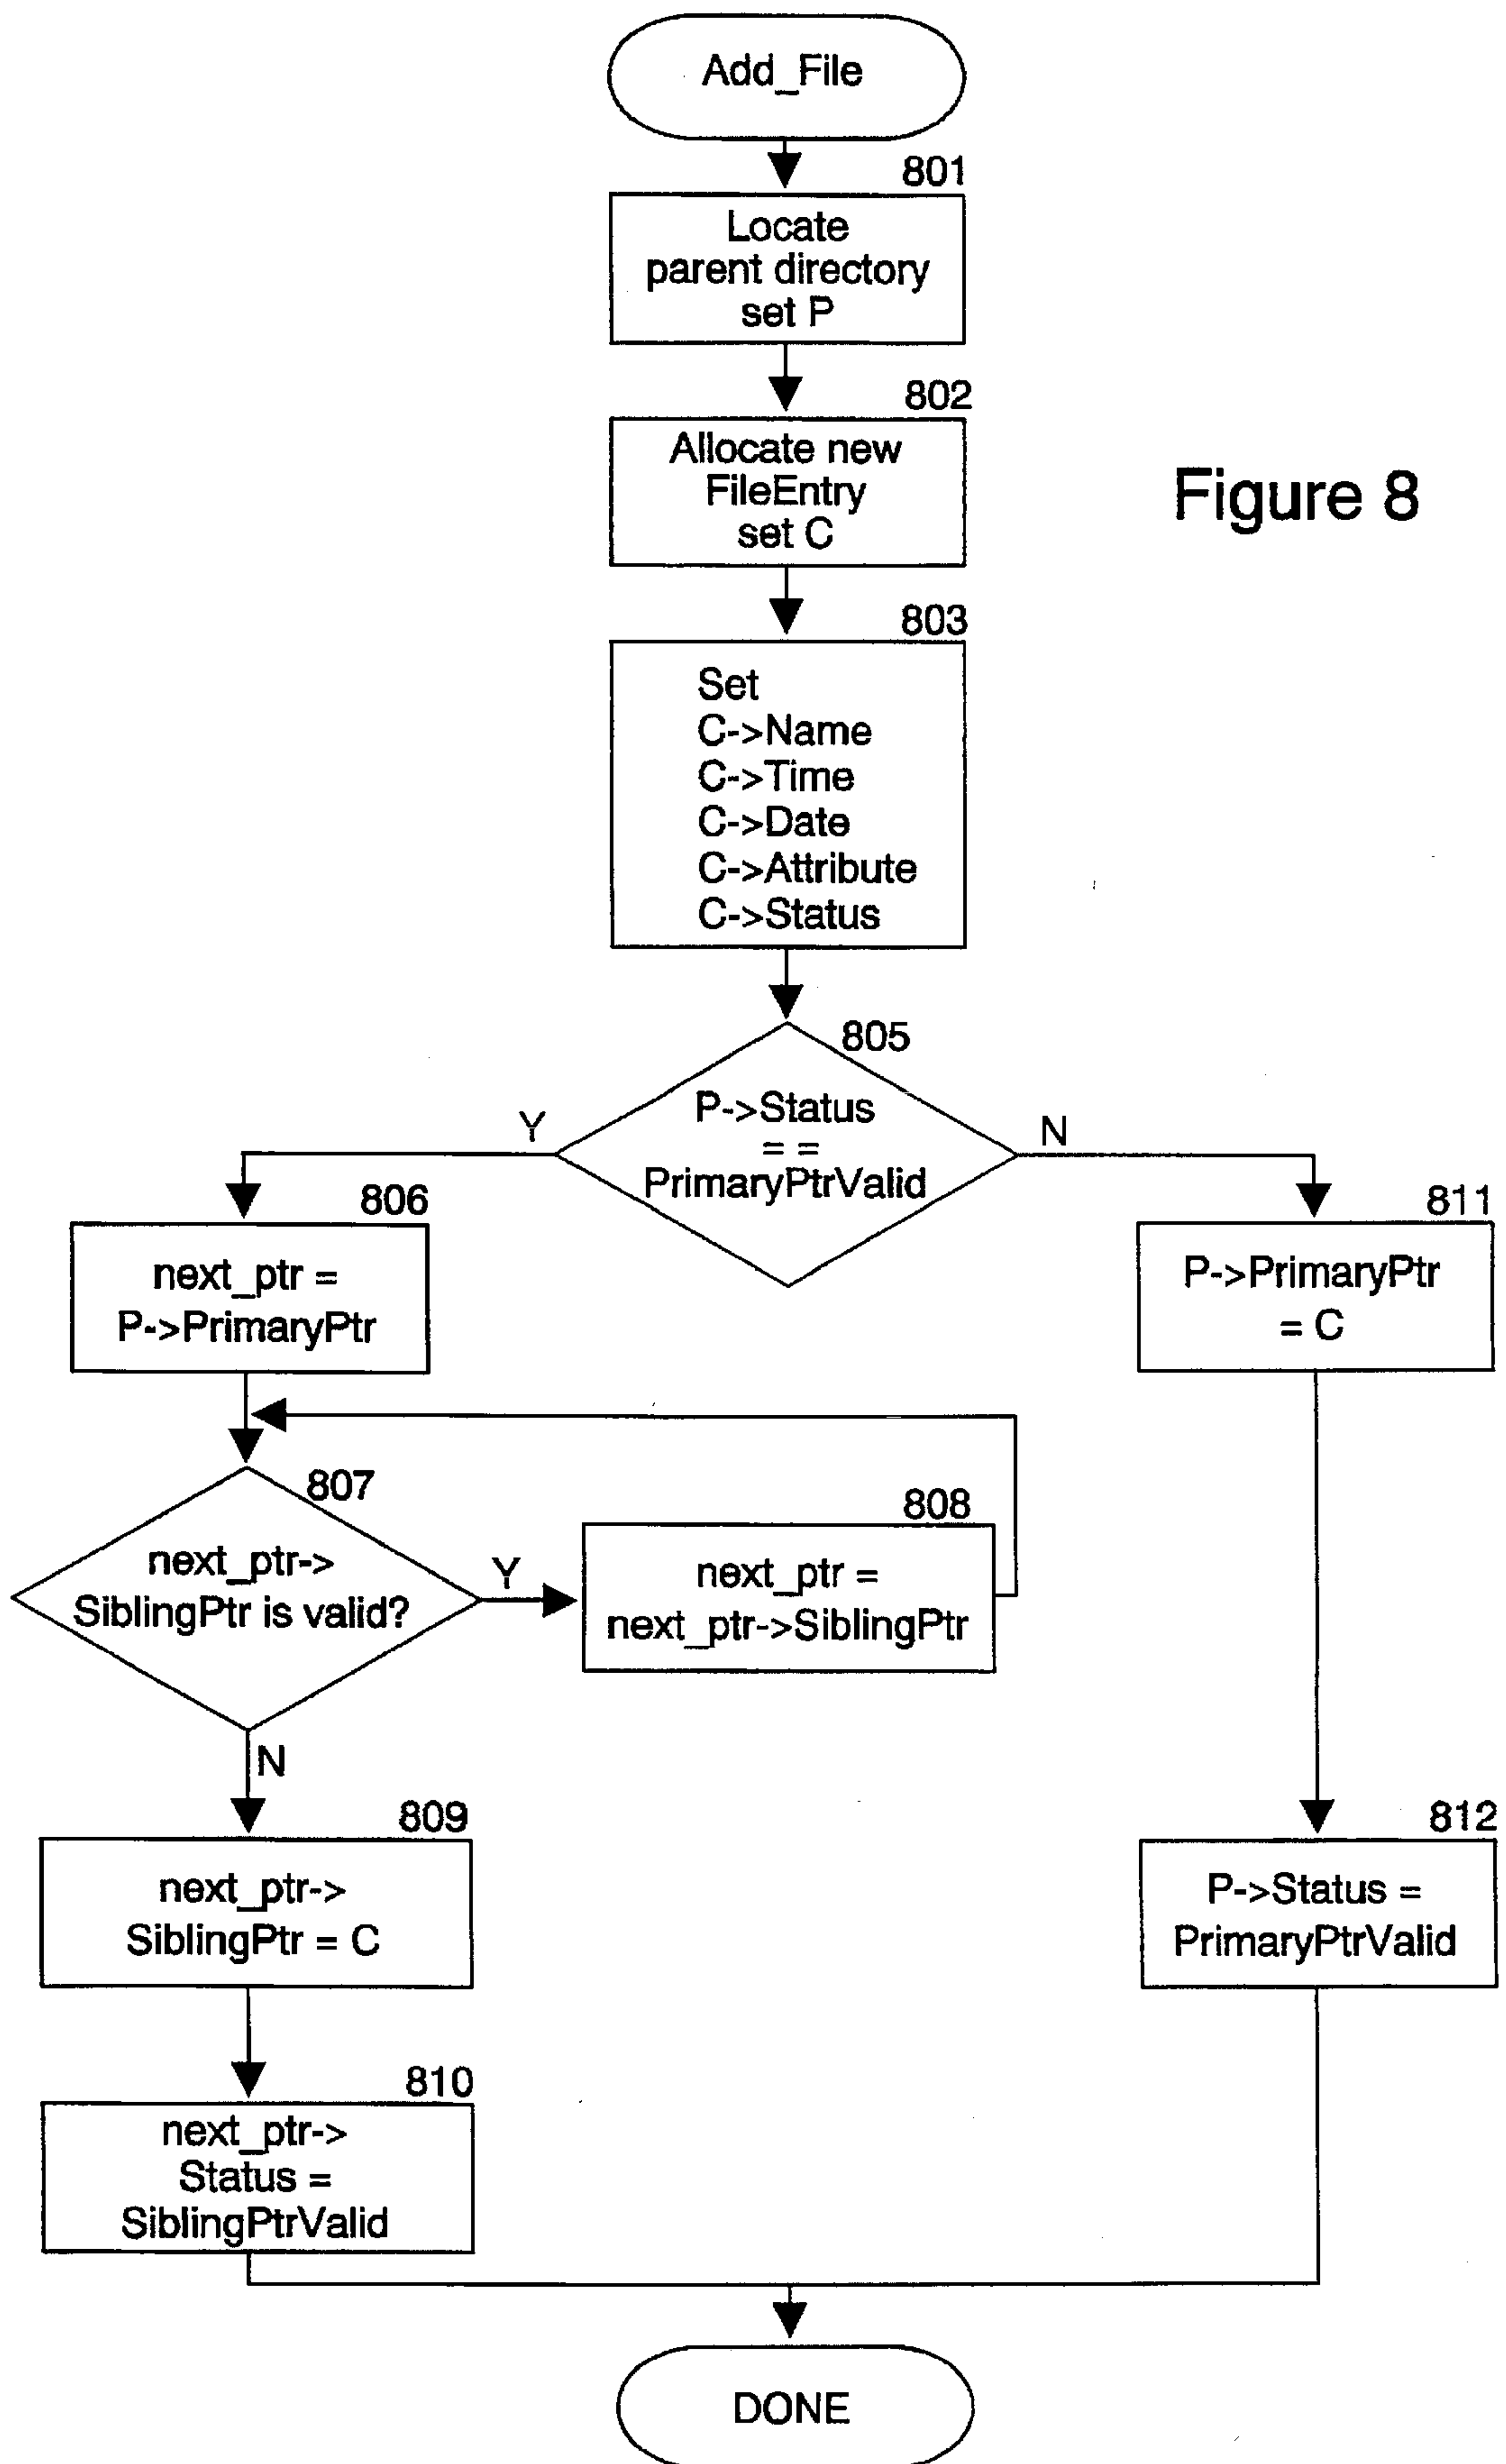 Add_File
801
Locate
parent directory
set P
802
Allocate new
FileEntry
set C
Figure 8
803
Set
C->Name
C->Time
C->Date
C->Attribute
C->Status
805
P->Status
= =
PrimaryPtrValid
Y
N
806
next_ptr =
P->PrimaryPtr
811
P->PrimaryPtr
= C
807
next_ptr->
SiblingPtr is valid?
Y
808
next_ptr =
next_ptr->SiblingPtr
N
809
next_ptr->
SiblingPtr = C
812
P->Status =
PrimaryPtrValid
810
next_ptr->
Status =
SiblingPtrValid
DONE